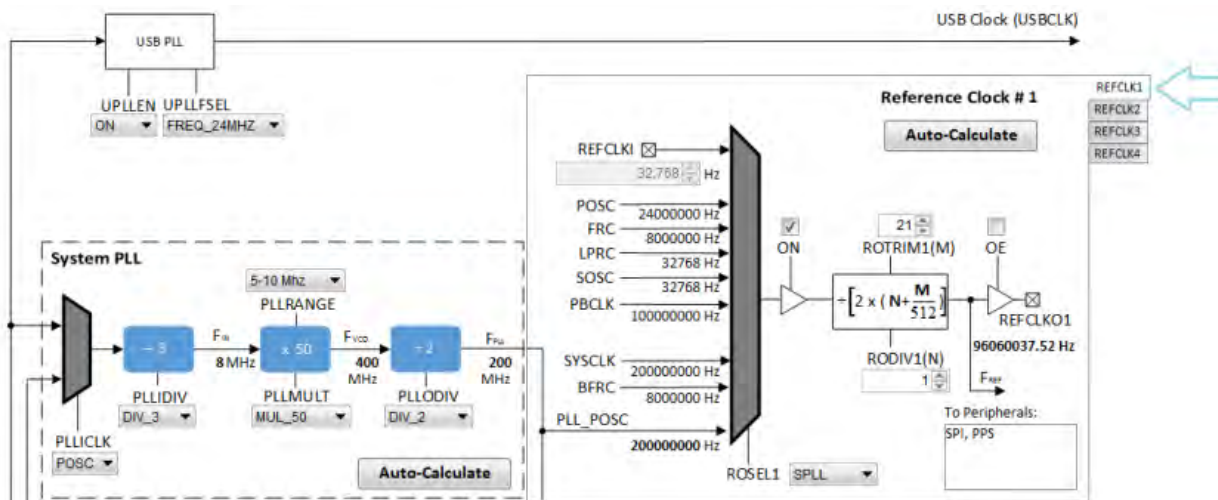 USB Clock (USBCLK)
USB PLL
UPLLEN
UPLLFSEL
ON
FREQ_24MHZ
Reference Clock # 1
Auto-Calculate
REFCLK1
REFCLK2
REFCLK3
REFCLK4
REFCLKI
32.768 Hz
POSC
24000000 Hz
FRC
8000000 Hz
LPRC
32768 Hz
SOSC
32768 Hz
PBCLK
100000000 Hz
SYSCLK
200000000 Hz
BFRC
8000000 Hz
PLL_POSC
200000000 Hz
ROSEL1
SPLL
ON
21
ROTRIM1(M)
÷ [2 x ( N+ M/512 )]
RODIV1(N)
1
OE
REFCLKO1
96060037.52 Hz
FREF
To Peripherals:
SPI, PPS
System PLL
5-10 Mhz
PLLRANGE
÷ 3
FIN
8 MHz
x 50
FVCO
400
MHz
÷ 2
FPLL
200
MHz
PLLIDIV
DIV_3
PLLMULT
MUL_50
PLLODIV
DIV_2
PLLICLK
POSC
Auto-Calculate